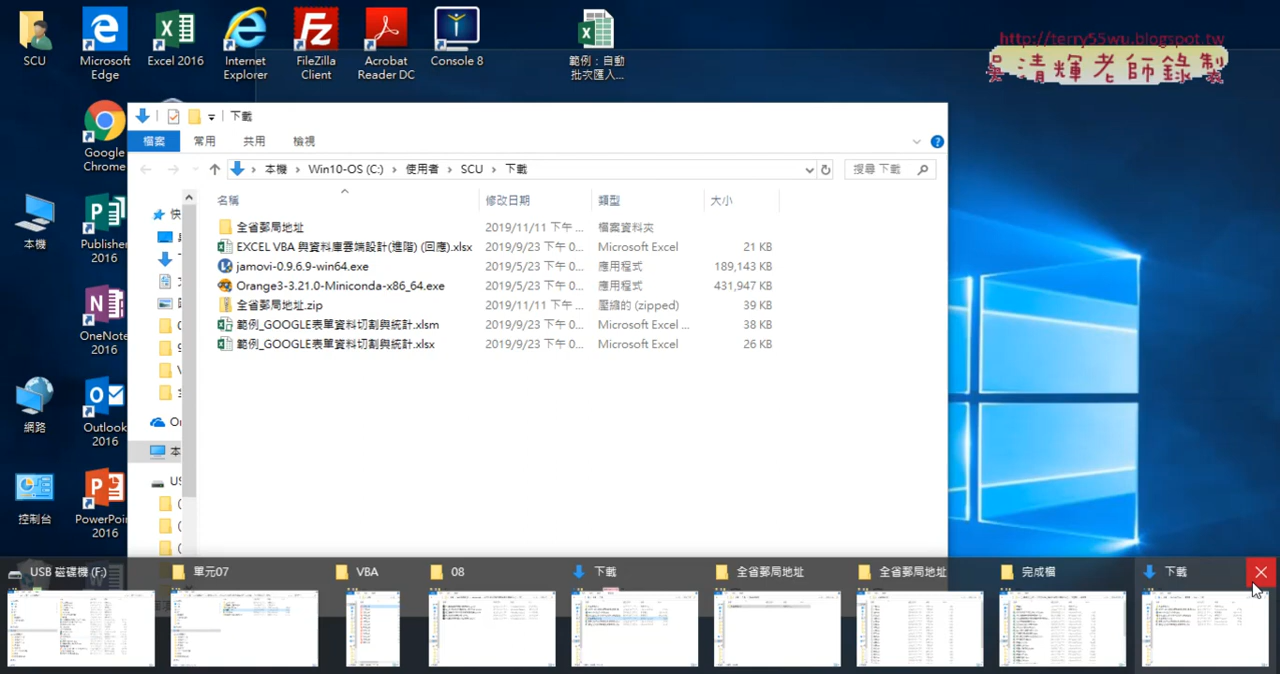 SCU
Microsoft Edge
Excel 2016
Internet Explorer
FileZilla Client
Acrobat Reader DC
Console 8
範例：自動批次匯入...
http://terry55wu.blogspot.tw
吳清輝老師錄製
Google Chrome
本機
Publisher 2016
OneNote 2016
網路
Outlook 2016
控制台
PowerPoin 2016
下載
檔案 常用 共用 檢視
本機 › Win10-OS (C:) › 使用者 › SCU › 下載
搜尋 下載
名稱 修改日期 類型 大小
全省郵局地址 2019/11/11 下午 ... 檔案資料夾
EXCEL VBA 與資料庫雲端設計(進階) (回應).xlsx 2019/9/23 下午 0... Microsoft Excel 21 KB
jamovi-0.9.6.9-win64.exe 2019/5/23 下午 0... 應用程式 189,143 KB
Orange3-3.21.0-Miniconda-x86_64.exe 2019/5/23 下午 0... 應用程式 431,947 KB
全省郵局地址.zip 2019/11/11 下午 ... 壓縮的 (zipped) 39 KB
範例_GOOGLE表單資料切割與統計.xlsm 2019/9/23 下午 0... Microsoft Excel ... 38 KB
範例_GOOGLE表單資料切割與統計.xlsx 2019/9/23 下午 0... Microsoft Excel 26 KB
USB 磁碟機 (F:) 單元07 VBA 08 下載 全省郵局地址 全省郵局地址 完成檔 下載